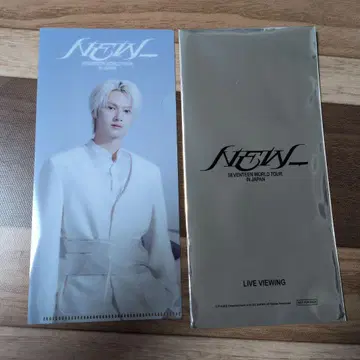 NEW_
SEVENTEEN WORLD TOUR
IN JAPAN
NEW_
SEVENTEEN WORLD TOUR
IN JAPAN
LIVE VIEWING